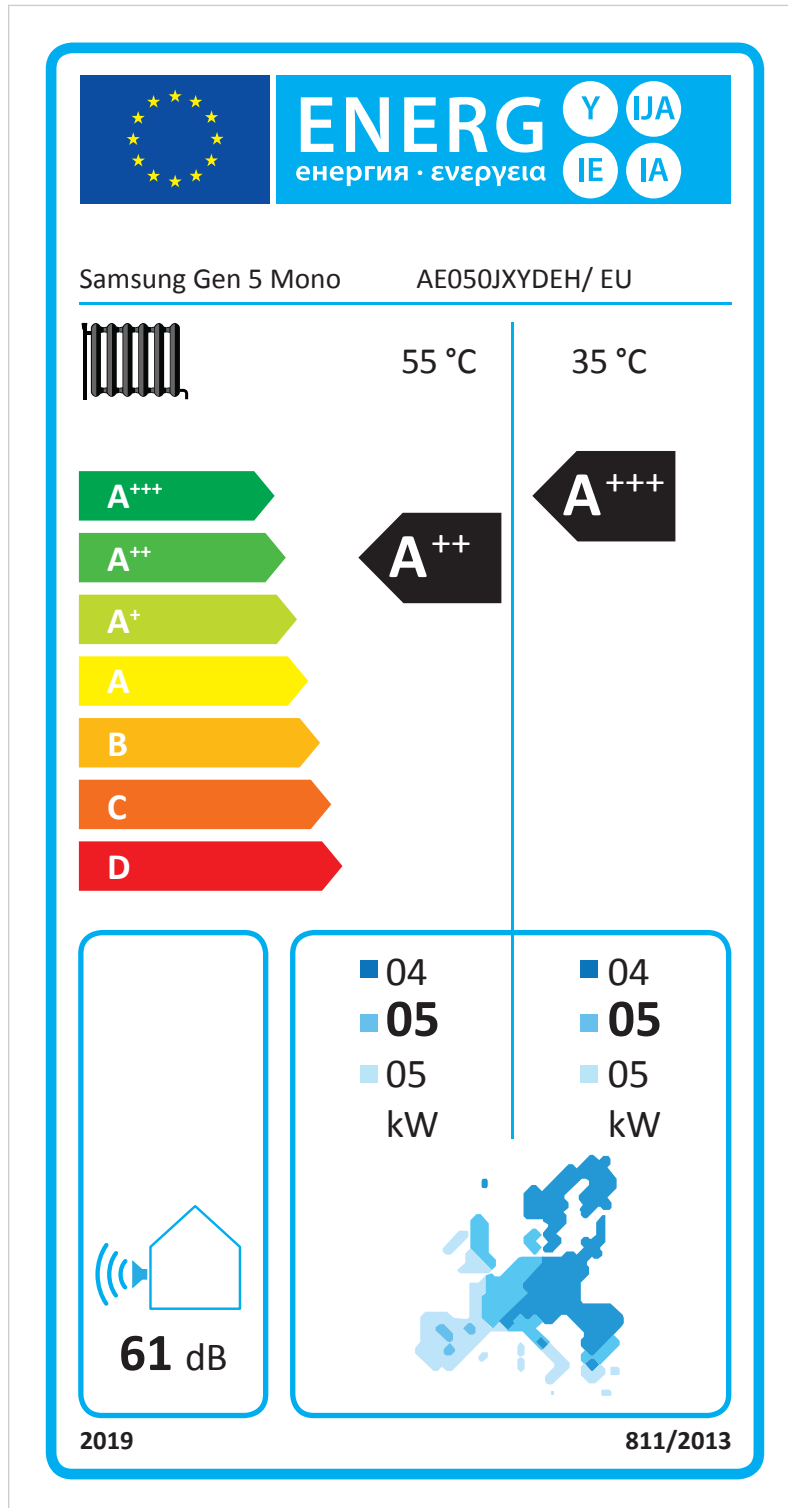 ENERG Y IJA
енергия · ενεργεια IE IA
Samsung Gen 5 Mono AE050JXYDEH/ EU
55 °C 35 °C
A+++
A+++
A++
A++
A+
A
B
C
D
04 04
05 05
05 05
kW kW
61 dB
2019 811/2013